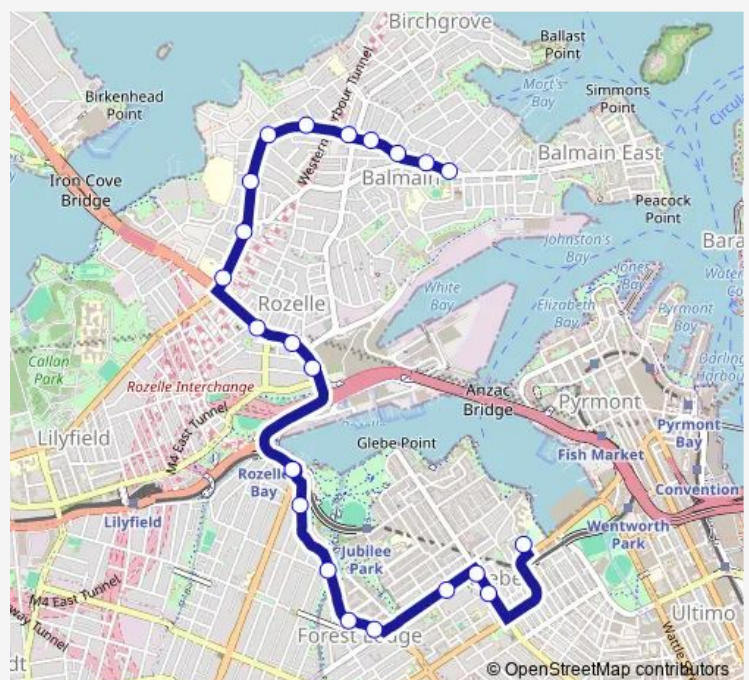 Birchgrove
Ballast
Point
Mort's
Bay
Simmons
Point
Birkenhead
Point
Western
rbour Tunnel
Balmain East
Balmain
Iron Cove
Bridge
Peacock
Point
Johnston's
Bay
Bara
White
Bay
Elizabeth
Bay
Jones
Bay
Pyrmont
Bay
Rozelle
Callan
Park
Rozelle Interchange
Anzac
Bridge
Pyrmont
Pyrmont
Bay
M4 East Tunnel
Lilyfield
Glebe Point
Fish Market
Rozelle
Bay
Convention
Lilyfield
Wentworth
Park
Jubilee
Park
M4 East Tunnel
Ultimo
Forest Lodge
© OpenStreetMap contributors